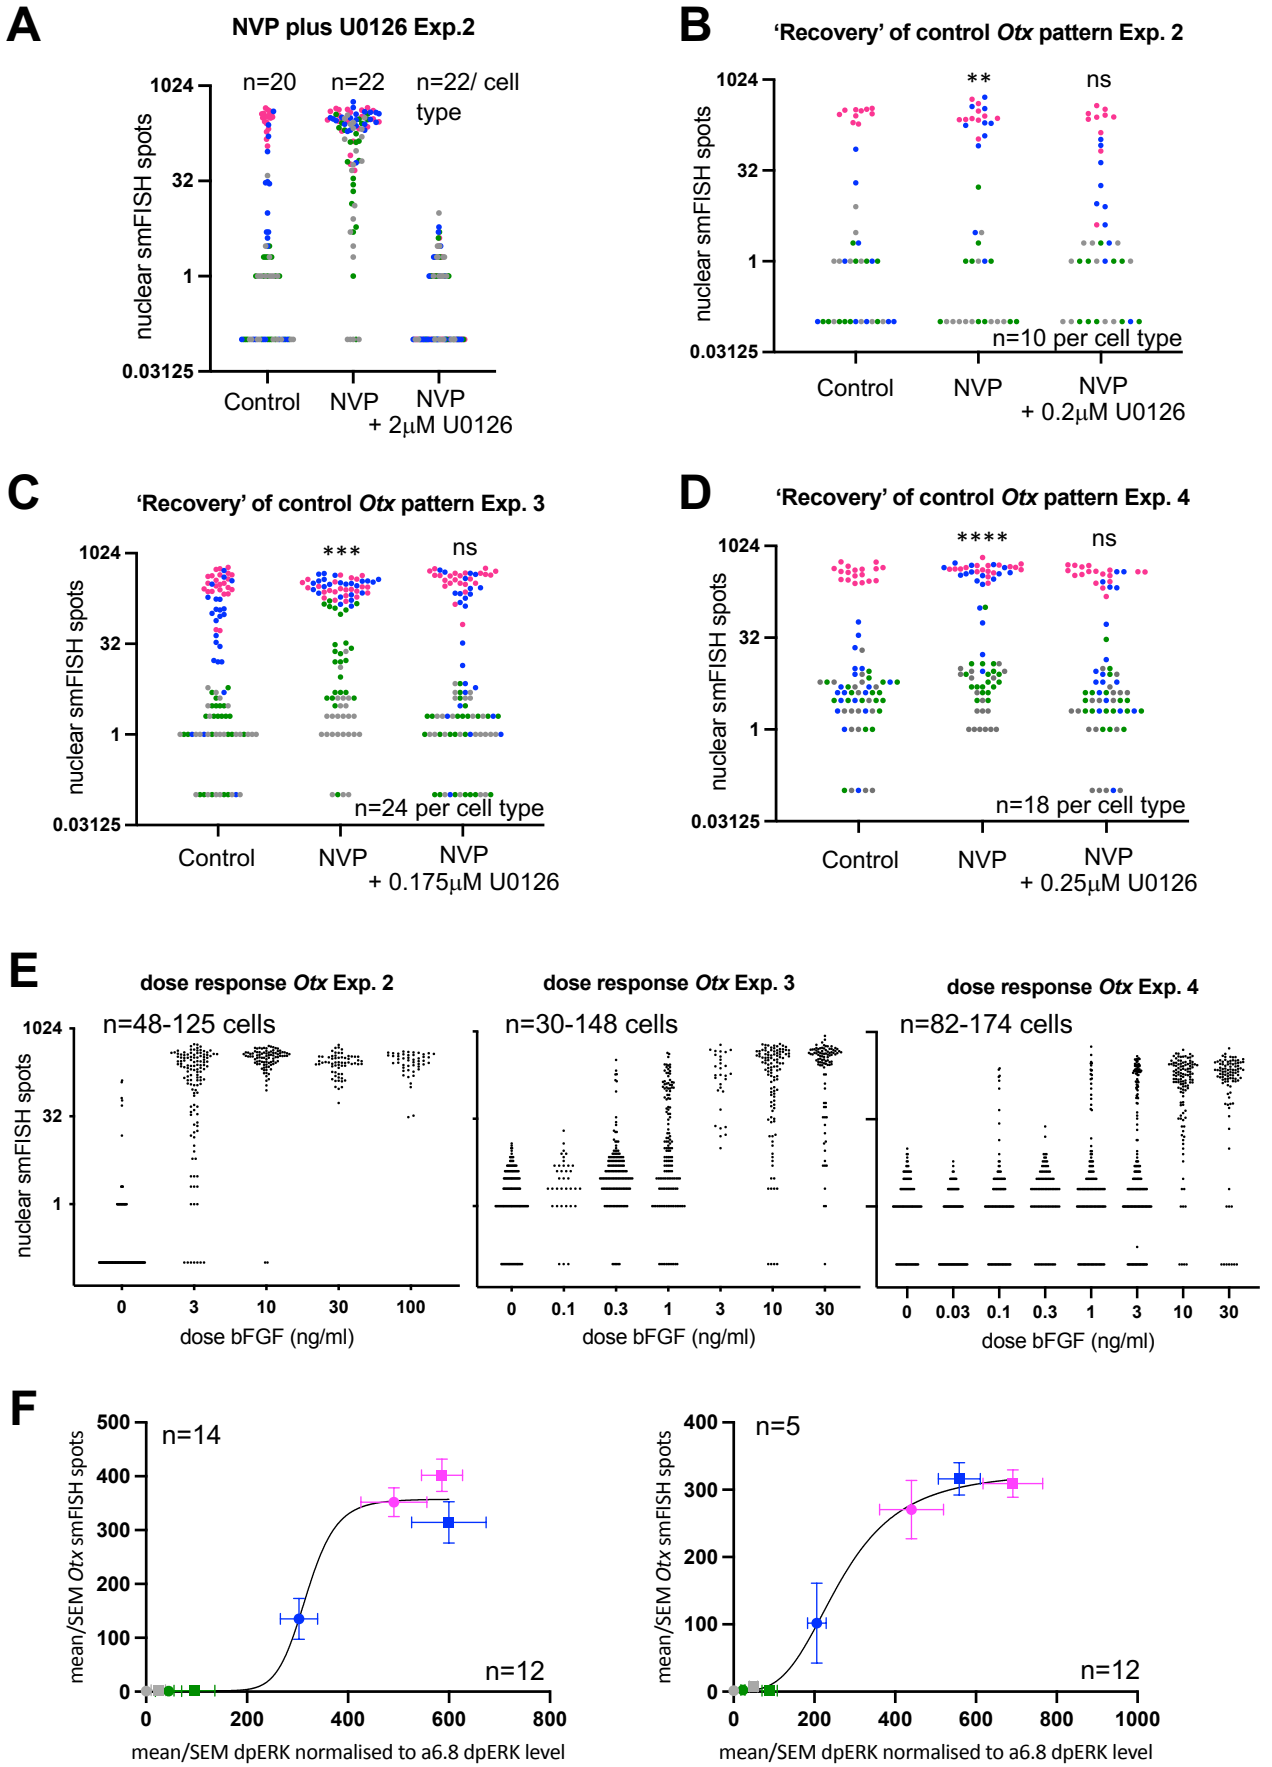 A
NVP plus U0126 Exp.2
n=20
n=22
n=22/ cell
type
nuclear smFISH spots
1024
32
1
0.03125
Control
NVP
NVP
+ 2μM U0126
B
‘Recovery’ of control Otx pattern Exp. 2
**
ns
nuclear smFISH spots
1024
32
1
0.03125
n=10 per cell type
Control
NVP
NVP
+ 0.2μM U0126
C
‘Recovery’ of control Otx pattern Exp. 3
***
ns
nuclear smFISH spots
1024
32
1
0.03125
n=24 per cell type
Control
NVP
NVP
+ 0.175μM U0126
D
‘Recovery’ of control Otx pattern Exp. 4
****
ns
nuclear smFISH spots
1024
32
1
0.03125
n=18 per cell type
Control
NVP
NVP
+ 0.25μM U0126
E
dose response Otx Exp. 2
n=48-125 cells
nuclear smFISH spots
1024
32
1
0 3 10 30 100
dose bFGF (ng/ml)
dose response Otx Exp. 3
n=30-148 cells
0 0.1 0.3 1 3 10 30
dose bFGF (ng/ml)
dose response Otx Exp. 4
n=82-174 cells
0 0.03 0.1 0.3 1 3 10 30
dose bFGF (ng/ml)
F
mean/SEM Otx smFISH spots
500
400
300
200
100
0
n=14
n=12
0 200 400 600 800
mean/SEM dpERK normalised to a6.8 dpERK level
mean/SEM Otx smFISH spots
400
300
200
100
0
n=5
n=12
0 200 400 600 800 1000
mean/SEM dpERK normalised to a6.8 dpERK level